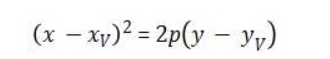 (x − x_V)² = 2p(y − y_V)